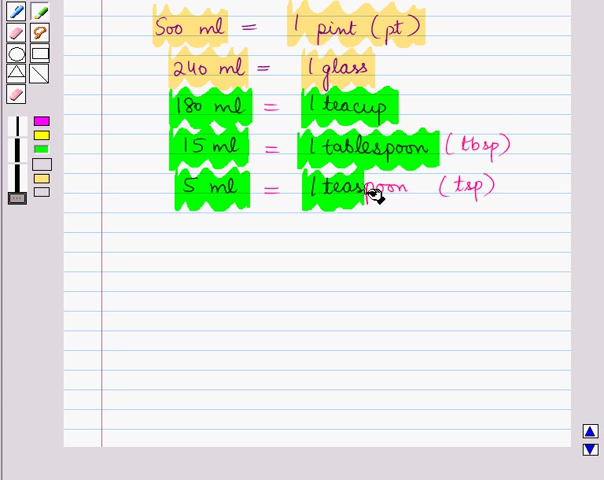 500 ml = 1 pint (pt)
240 ml = 1 glass
180 ml = 1 teacup
15 ml = 1 tablespoon (tbsp)
5 ml = 1 teaspoon (tsp)